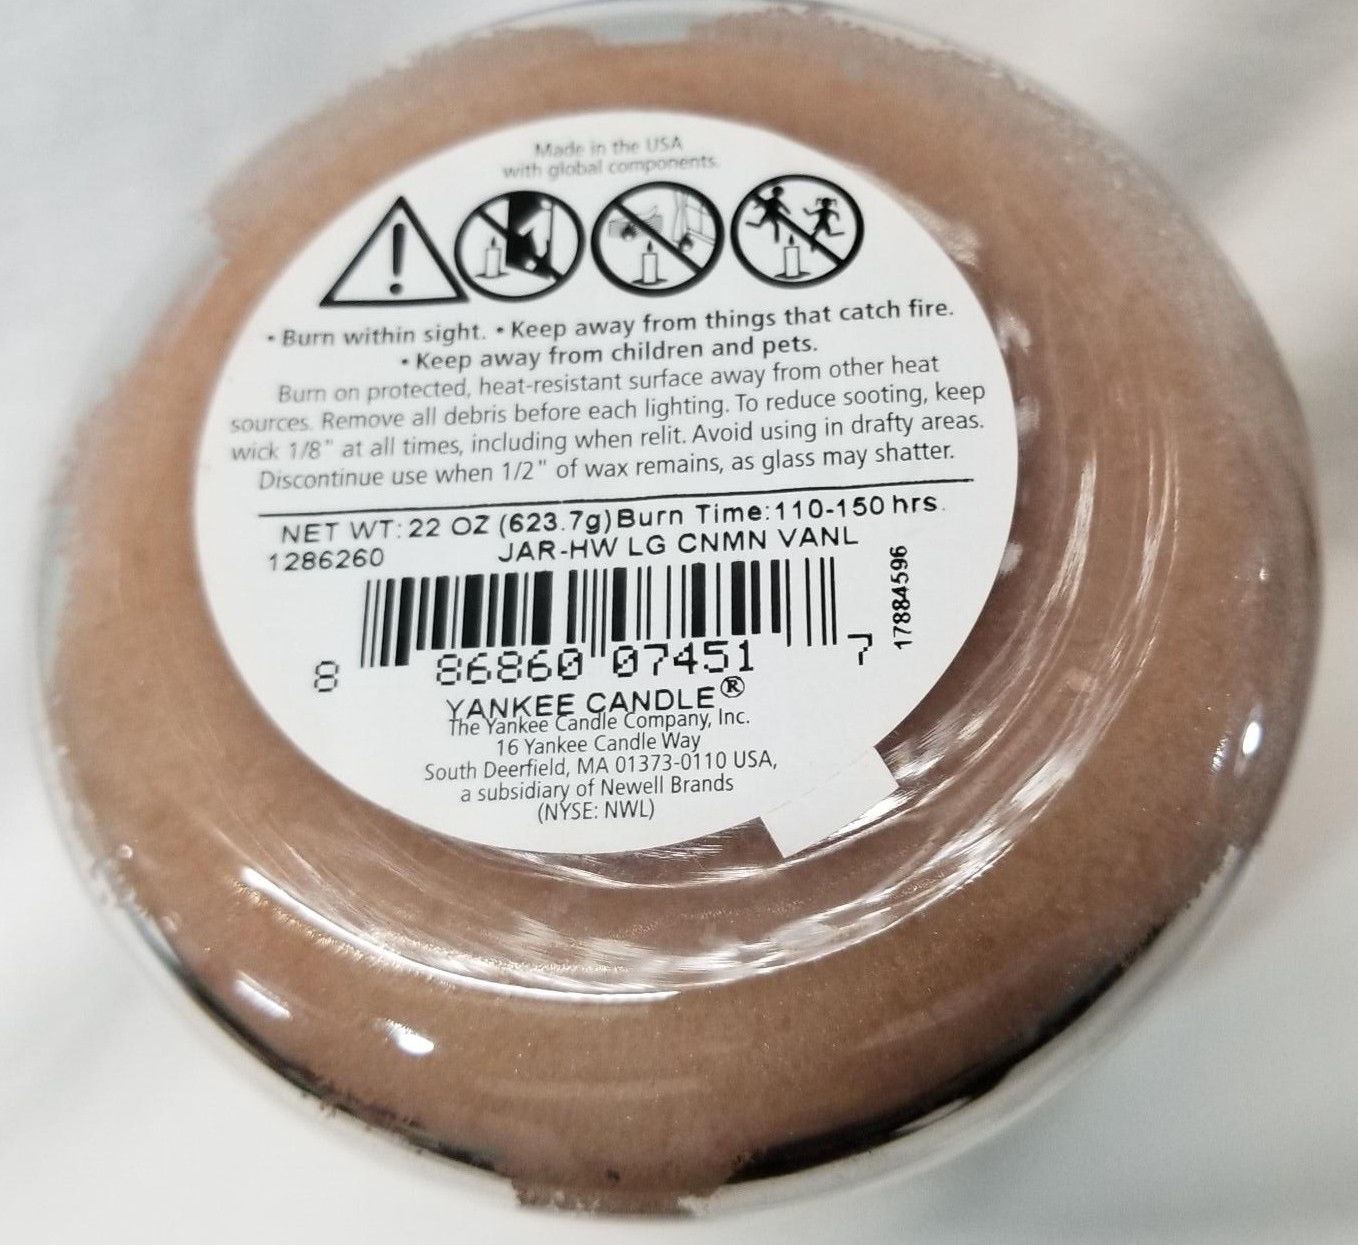 Made in the USA
with global components.
• Burn within sight. • Keep away from things that catch fire.
• Keep away from children and pets.
Burn on protected, heat-resistant surface away from other heat
sources. Remove all debris before each lighting. To reduce sooting, keep
wick 1/8" at all times, including when relit. Avoid using in drafty areas.
Discontinue use when 1/2" of wax remains, as glass may shatter.
NET WT: 22 OZ (623.7g) Burn Time:110-150 hrs.
1286260 JAR-HW LG CNMN VANL
17884596
8 86860 07451 7
YANKEE CANDLE®
The Yankee Candle Company, Inc.
16 Yankee Candle Way
South Deerfield, MA 01373-0110 USA,
a subsidiary of Newell Brands
(NYSE: NWL)